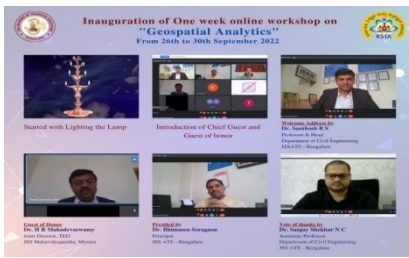 Inauguration of One week online workshop on
"Geospatial Analytics"
From 26th to 30th September 2022
KSTA
Started with Lighting the Lamp
Introduction of Chief Guest and
Guest of honor
Welcome Address by
Dr. Santhosh B S
Professor & Head
Department of Civil Engineering
JSSATE - Bengaluru
Guest of Honor
Dr. H R Mahadevaswamy
Joint Director, TED
JSS Mahavidyapeetha, Mysuru
Presided by
Dr. Bhimasen Soragaon
Principal
JSS ATE - Bengaluru
Vote of thanks by
Dr. Sanjay Shekhar N C
Associate Professor
Department of Civil Engineering
JSS ATE - Bengaluru